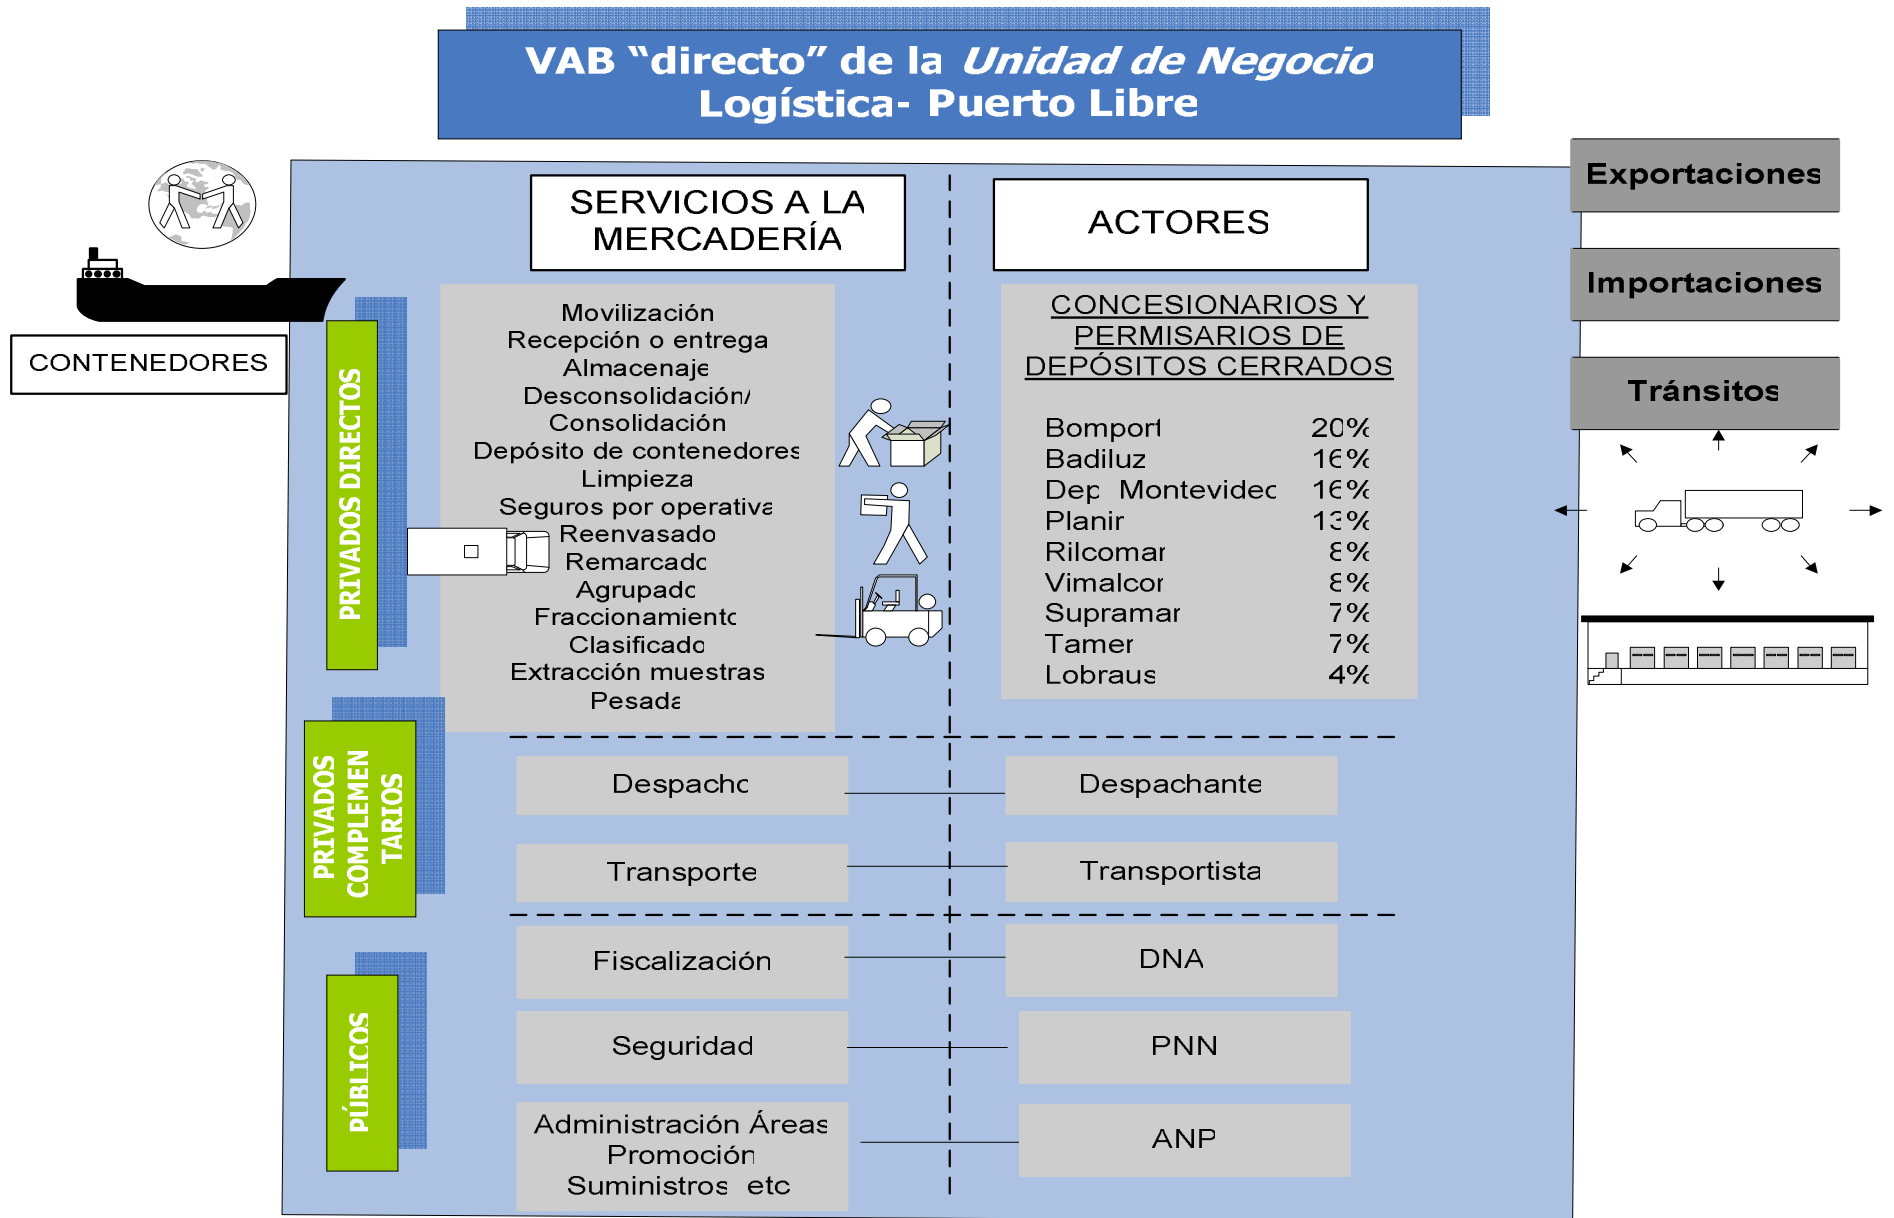 VAB “directo” de la Unidad de Negocio
Logística- Puerto Libre
SERVICIOS A LA
MERCADERÍA
ACTORES
Exportaciones
Importaciones
Tránsitos
CONTENEDORES
PRIVADOS DIRECTOS
Movilización
Recepción o entrega
Almacenaje
Desconsolidación/
Consolidación
Depósito de contenedores
Limpieza
Seguros por operativa
Reenvasado
Remarcado
Agrupado
Fraccionamiento
Clasificado
Extracción muestras
Pesada
CONCESIONARIOS Y
PERMISARIOS DE
DEPÓSITOS CERRADOS
Bomport 20%
Badiluz 16%
Dep Montevideo 16%
Planir 13%
Rilcomar 8%
Vimalcor 8%
Supramar 7%
Tamer 7%
Lobraus 4%
PRIVADOS
COMPLEMEN
TARIOS
Despacho
Despachante
Transporte
Transportista
PÚBLICOS
Fiscalización
DNA
Seguridad
PNN
Administración Áreas
Promoción
Suministros etc
ANP